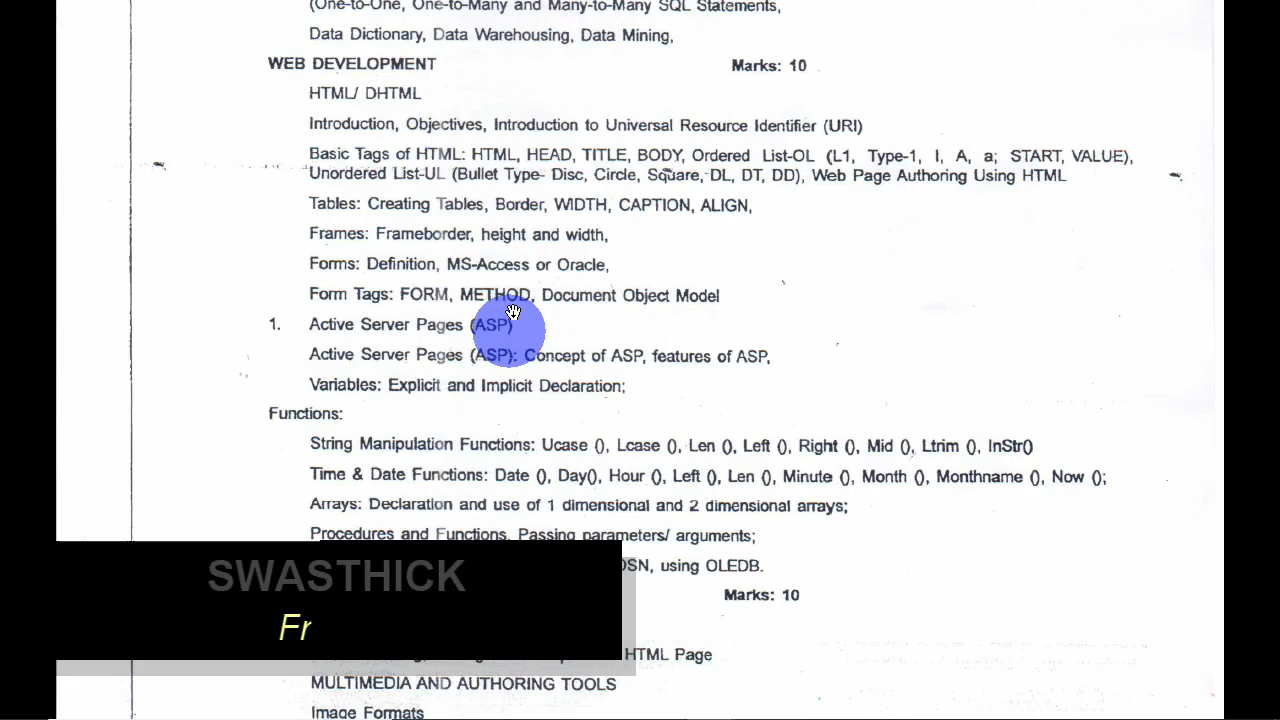 (One-to-One, One-to-Many and Many-to-Many SQL Statements,
Data Dictionary, Data Warehousing, Data Mining,
WEB DEVELOPMENT Marks: 10
HTML/ DHTML
Introduction, Objectives, Introduction to Universal Resource Identifier (URI)
Basic Tags of HTML: HTML, HEAD, TITLE, BODY, Ordered List-OL (L1, Type-1, I, A, a; START, VALUE),
Unordered List-UL (Bullet Type- Disc, Circle, Square, DL, DT, DD), Web Page Authoring Using HTML
Tables: Creating Tables, Border, WIDTH, CAPTION, ALIGN,
Frames: Frameborder, height and width,
Forms: Definition, MS-Access or Oracle,
Form Tags: FORM, METHOD, Document Object Model
1. Active Server Pages (ASP)
Active Server Pages (ASP): Concept of ASP, features of ASP,
Variables: Explicit and Implicit Declaration;
Functions:
String Manipulation Functions: Ucase (), Lcase (), Len (), Left (), Right (), Mid (), Ltrim (), InStr()
Time & Date Functions: Date (), Day(), Hour (), Left (), Len (), Minute (), Month (), Monthname (), Now ();
Arrays: Declaration and use of 1 dimensional and 2 dimensional arrays;
Procedures and Functions, Passing parameters/ arguments;
DSN, using OLEDB.
SWASTHICK
Marks: 10
Fr
HTML Page
MULTIMEDIA AND AUTHORING TOOLS
Image Formats